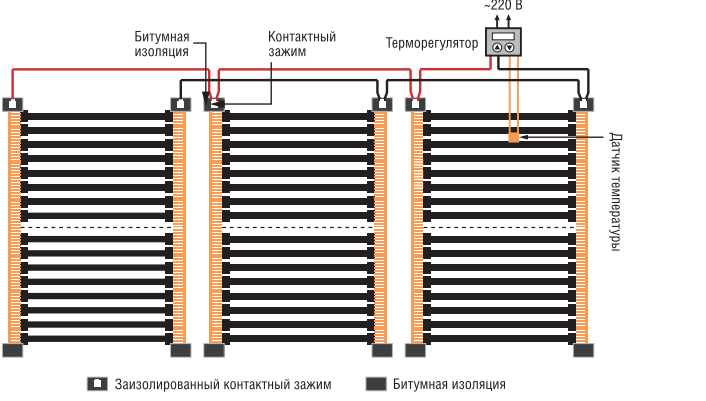 ~220 В
Битумная
изоляция
Контактный
зажим
Терморегулятор
Датчик температуры
Заизолированный контактный зажим
Битумная изоляция